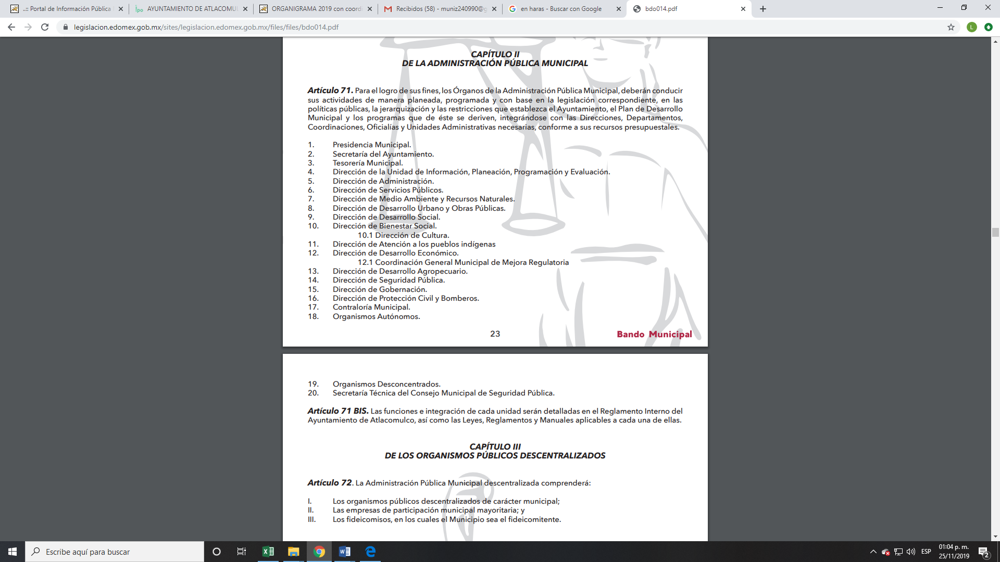 ..:: Portal de Información Pública
AYUNTAMIENTO DE ATLACOMUL
ORGANIGRAMA 2019 con coordi
Recibidos (58) - muniz240990@g
en haras - Buscar con Google
bdo014.pdf
legislacion.edomex.gob.mx/sites/legislacion.edomex.gob.mx/files/files/bdo014.pdf
L
CAPÍTULO II
DE LA ADMINISTRACIÓN PÚBLICA MUNICIPAL
Artículo 71. Para el logro de sus fines, los Órganos de la Administración Pública Municipal, deberán conducir
sus actividades de manera planeada, programada y con base en la legislación correspondiente, en las
políticas públicas, la jerarquización y las restricciones que establezca el Ayuntamiento, el Plan de Desarrollo
Municipal y los programas que de éste se deriven, integrándose con las Direcciones, Departamentos,
Coordinaciones, Oficialías y Unidades Administrativas necesarias, conforme a sus recursos presupuestales.
1. Presidencia Municipal.
2. Secretaría del Ayuntamiento.
3. Tesorería Municipal.
4. Dirección de la Unidad de Información, Planeación, Programación y Evaluación.
5. Dirección de Administración.
6. Dirección de Servicios Públicos.
7. Dirección de Medio Ambiente y Recursos Naturales.
8. Dirección de Desarrollo Urbano y Obras Públicas.
9. Dirección de Desarrollo Social.
10. Dirección de Bienestar Social.
10.1 Dirección de Cultura.
11. Dirección de Atención a los pueblos indígenas
12. Dirección de Desarrollo Económico.
12.1 Coordinación General Municipal de Mejora Regulatoria
13. Dirección de Desarrollo Agropecuario.
14. Dirección de Seguridad Pública.
15. Dirección de Gobernación.
16. Dirección de Protección Civil y Bomberos.
17. Contraloría Municipal.
18. Organismos Autónomos.
23
Bando Municipal
19. Organismos Desconcentrados.
20. Secretaría Técnica del Consejo Municipal de Seguridad Pública.
Artículo 71 BIS. Las funciones e integración de cada unidad serán detalladas en el Reglamento Interno del
Ayuntamiento de Atlacomulco, así como las Leyes, Reglamentos y Manuales aplicables a cada una de ellas.
CAPÍTULO III
DE LOS ORGANISMOS PÚBLICOS DESCENTRALIZADOS
Artículo 72. La Administración Pública Municipal descentralizada comprenderá:
I. Los organismos públicos descentralizados de carácter municipal;
II. Las empresas de participación municipal mayoritaria; y
III. Los fideicomisos, en los cuales el Municipio sea el fideicomitente.
Escribe aquí para buscar
ESP
01:04 p. m.
25/11/2019
2